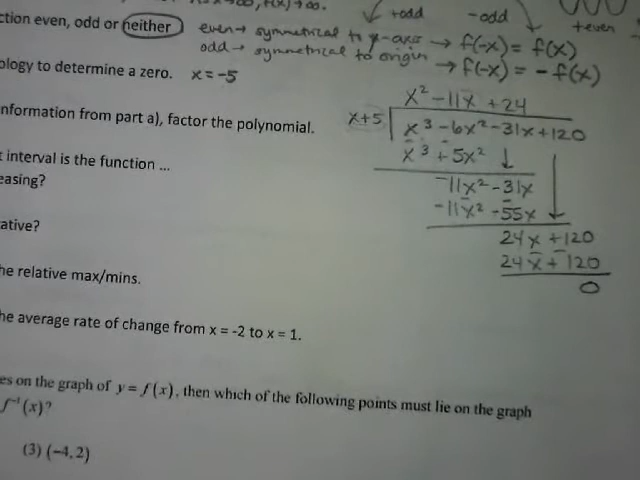 +odd -odd +even
ction even, odd or neither even→ symmetrical to y-axis → f(-x) = f(x)
odd → symmetrical to origin → f(-x) = -f(x)
ology to determine a zero. x = -5
x² - 11x + 24
x+5 x³ - 6x² - 31x + 120
nformation from part a), factor the polynomial.
x³ + 5x² ↓
interval is the function ...
-11x² - 31x
easing?
-11x² - 55x
ative?
24x + 120
24x + 120
0
he relative max/mins.
he average rate of change from x = -2 to x = 1.
es on the graph of y = f(x), then which of the following points must lie on the graph
f⁻¹(x)?
(3) (-4,2)